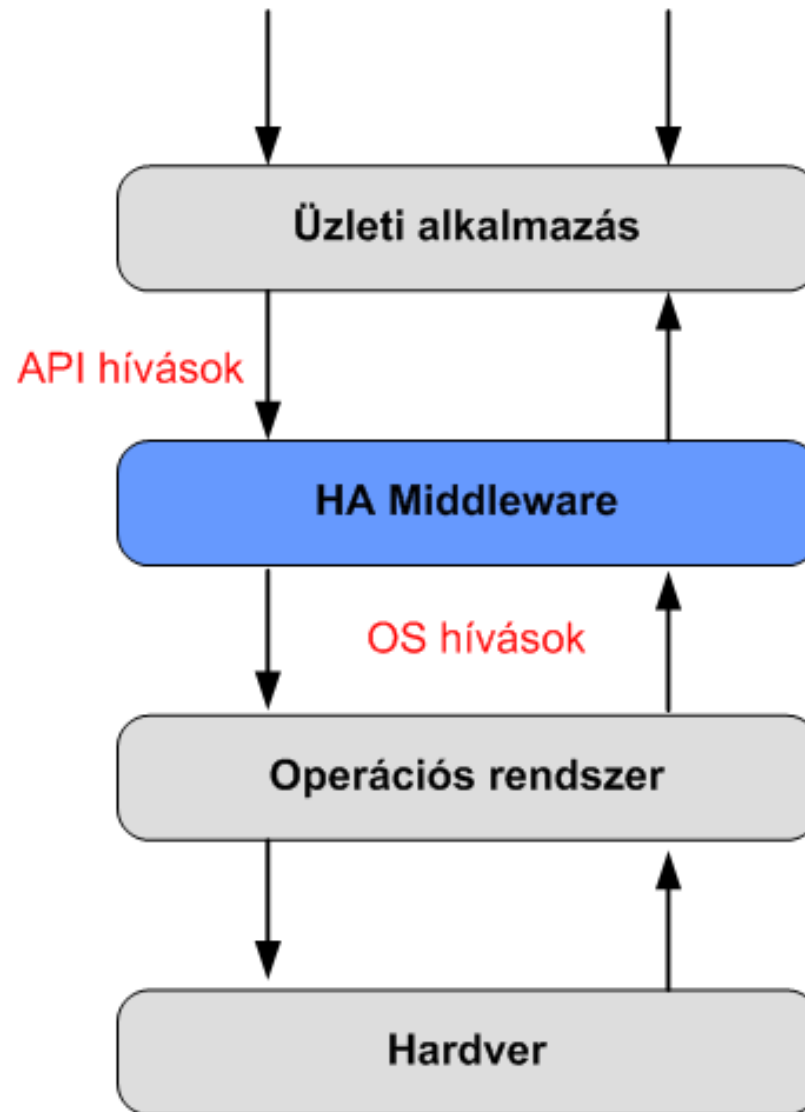 Üzleti alkalmazás
API hívások
HA Middleware
OS hívások
Operációs rendszer
Hardver